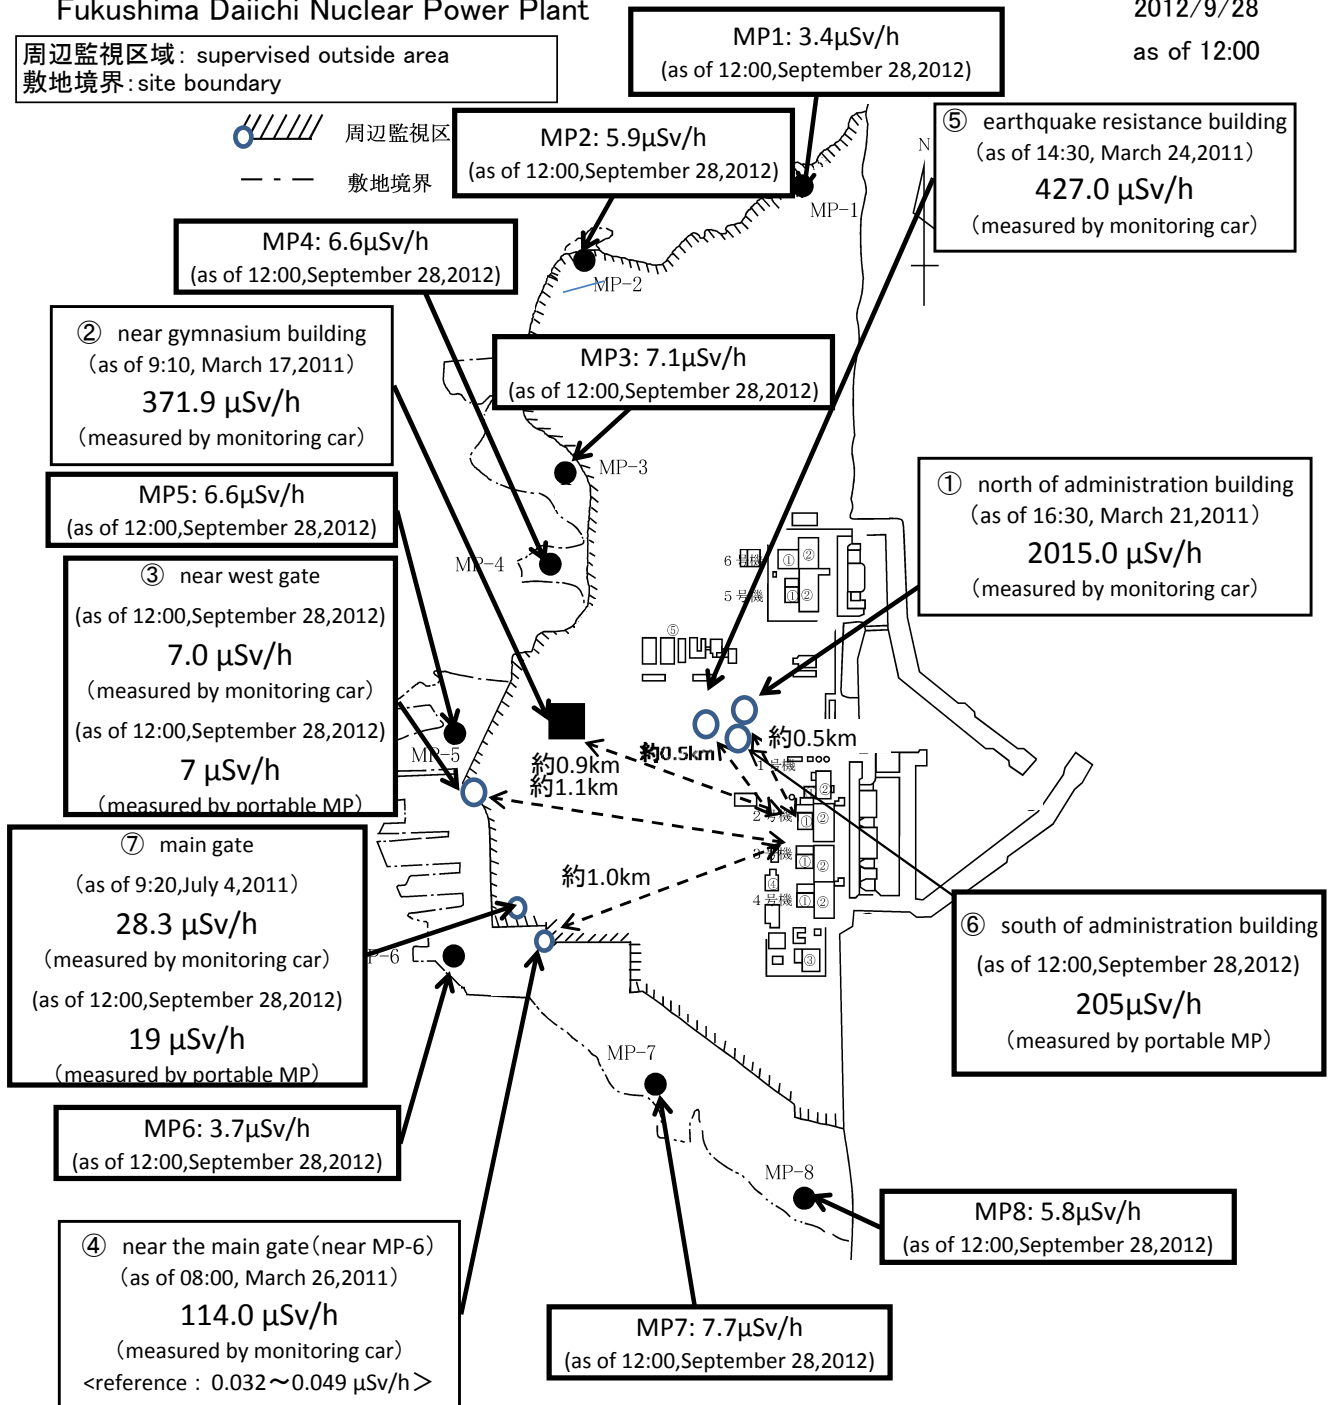 Fukushima Daiichi Nuclear Power Plant
2012/9/28
as of 12:00
周辺監視区域: supervised outside area
敷地境界:site boundary
周辺監視区
敷地境界
MP1: 3.4μSv/h
(as of 12:00,September 28,2012)
MP2: 5.9μSv/h
(as of 12:00,September 28,2012)
⑤ earthquake resistance building
(as of 14:30, March 24,2011)
427.0 μSv/h
(measured by monitoring car)
N
MP-1
MP4: 6.6μSv/h
(as of 12:00,September 28,2012)
MP-2
② near gymnasium building
(as of 9:10, March 17,2011)
371.9 μSv/h
(measured by monitoring car)
MP3: 7.1μSv/h
(as of 12:00,September 28,2012)
MP-3
MP5: 6.6μSv/h
(as of 12:00,September 28,2012)
① north of administration building
(as of 16:30, March 21,2011)
2015.0 μSv/h
(measured by monitoring car)
MP-4
6号機
① ②
5号機
① ②
⑤
③ near west gate
(as of 12:00,September 28,2012)
7.0 μSv/h
(measured by monitoring car)
(as of 12:00,September 28,2012)
7 μSv/h
(measured by portable MP)
MP-5
約0.9km
約1.1km
約0.5km
約0.5km
1号機
②
2号機
① ②
3号機
① ②
④
4号機
① ②
③
約1.0km
⑦ main gate
(as of 9:20,July 4,2011)
28.3 μSv/h
(measured by monitoring car)
(as of 12:00,September 28,2012)
19 μSv/h
(measured by portable MP)
P-6
⑥ south of administration building
(as of 12:00,September 28,2012)
205μSv/h
(measured by portable MP)
MP-7
MP6: 3.7μSv/h
(as of 12:00,September 28,2012)
MP-8
MP8: 5.8μSv/h
(as of 12:00,September 28,2012)
④ near the main gate(near MP-6)
(as of 08:00, March 26,2011)
114.0 μSv/h
(measured by monitoring car)
<reference : 0.032～0.049 μSv/h>
MP7: 7.7μSv/h
(as of 12:00,September 28,2012)